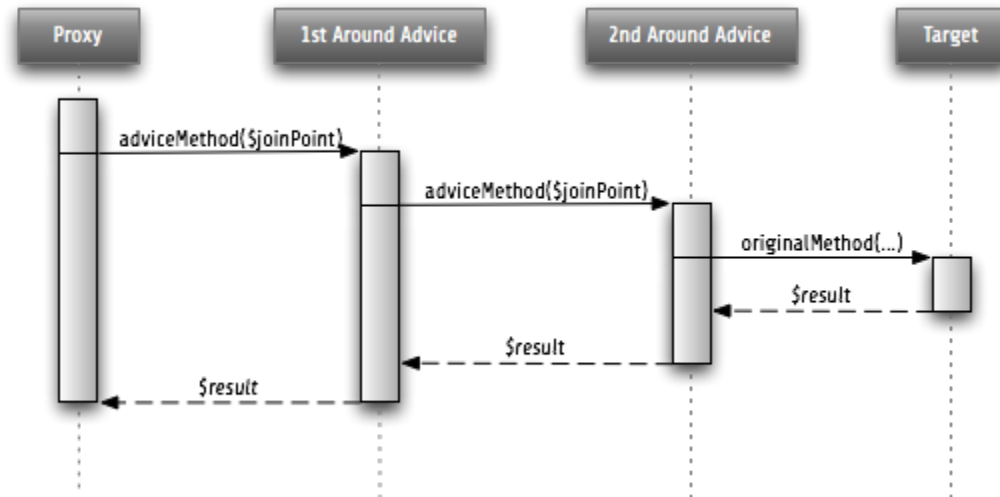 Proxy
1st Around Advice
2nd Around Advice
Target
adviceMethod($joinPoint)
adviceMethod($joinPoint)
originalMethod(...)
$result
$result
$result